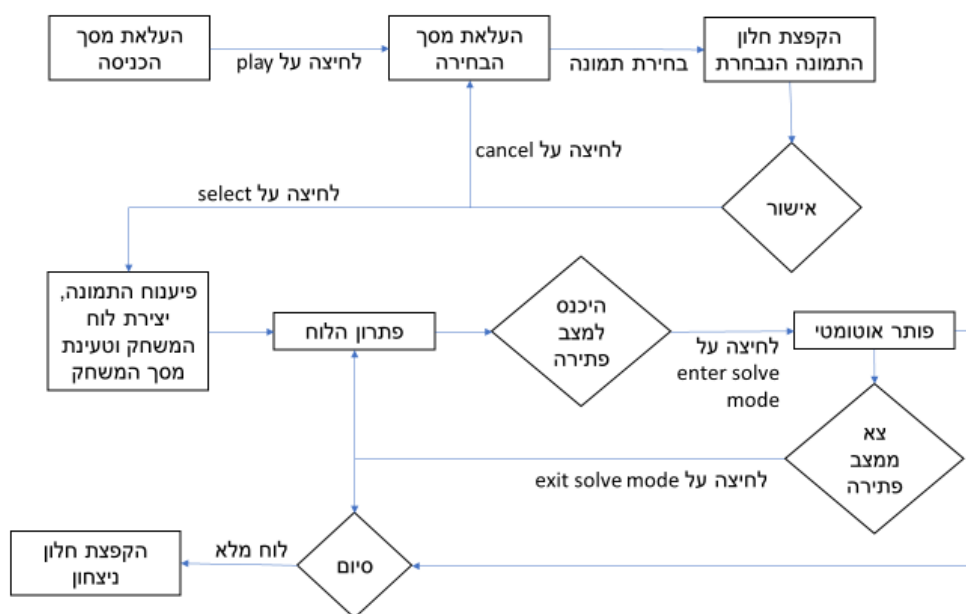 העלאת מסך
הכניסה
לחיצה על play
העלאת מסך
הבחירה
בחירת תמונה
הקפצת חלון
התמונה הנבחרת
לחיצה על cancel
אישור
לחיצה על select
פיענוח התמונה,
יצירת לוח
המשחק וטעינת
מסך המשחק
פתרון הלוח
היכנס
למצב
פתירה
לחיצה על
enter solve
mode
פותר אוטומטי
צא
ממצב
פתירה
לחיצה על exit solve mode
סיום
לוח מלא
הקפצת חלון
ניצחון